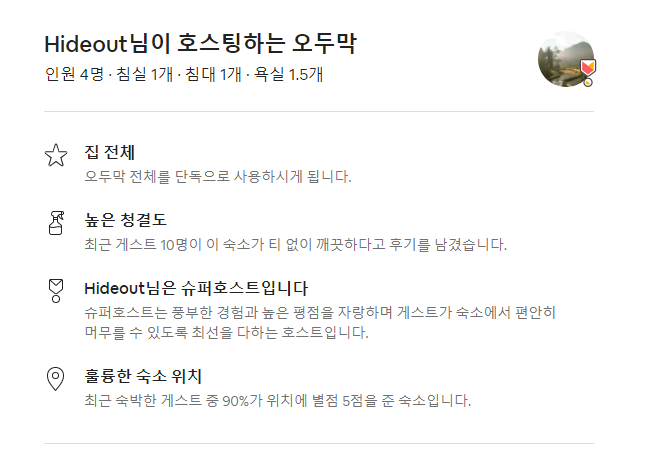 Hideout님이 호스팅하는 오두막
인원 4명 · 침실 1개 · 침대 1개 · 욕실 1.5개
집 전체
오두막 전체를 단독으로 사용하시게 됩니다.
높은 청결도
최근 게스트 10명이 이 숙소가 티 없이 깨끗하다고 후기를 남겼습니다.
Hideout님은 슈퍼호스트입니다
슈퍼호스트는 풍부한 경험과 높은 평점을 자랑하며 게스트가 숙소에서 편안히
머무를 수 있도록 최선을 다하는 호스트입니다.
훌륭한 숙소 위치
최근 숙박한 게스트 중 90%가 위치에 별점 5점을 준 숙소입니다.